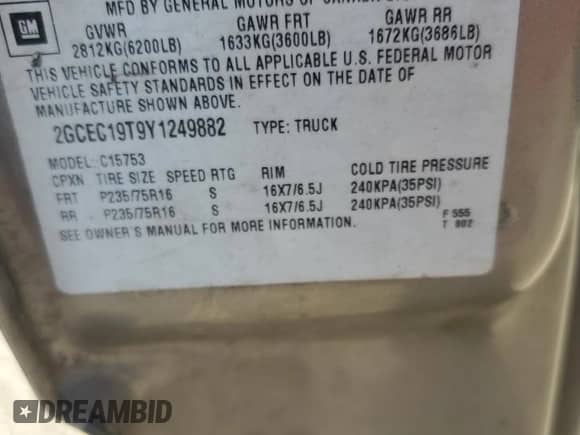 MFD BY GENERAL MOTORS OF CANADA
GM
GVWR GAWR FRT GAWR RR
2812KG(6200LB) 1633KG(3600LB) 1672KG(3686LB)
THIS VEHICLE CONFORMS TO ALL APPLICABLE U.S. FEDERAL MOTOR
VEHICLE SAFETY STANDARDS IN EFFECT ON THE DATE OF
MANUFACTURE SHOWN ABOVE.
2GCEC19T9Y1249882 TYPE: TRUCK
MODEL: C15753
CPXN TIRE SIZE SPEED RTG RIM COLD TIRE PRESSURE
FRT P235/75R16 S 16X7/6.5J 240KPA(35PSI)
RR P235/75R16 S 16X7/6.5J 240KPA(35PSI)
SEE OWNER'S MANUAL FOR MORE INFORMATION.
F 555
T 802
DREAMBID